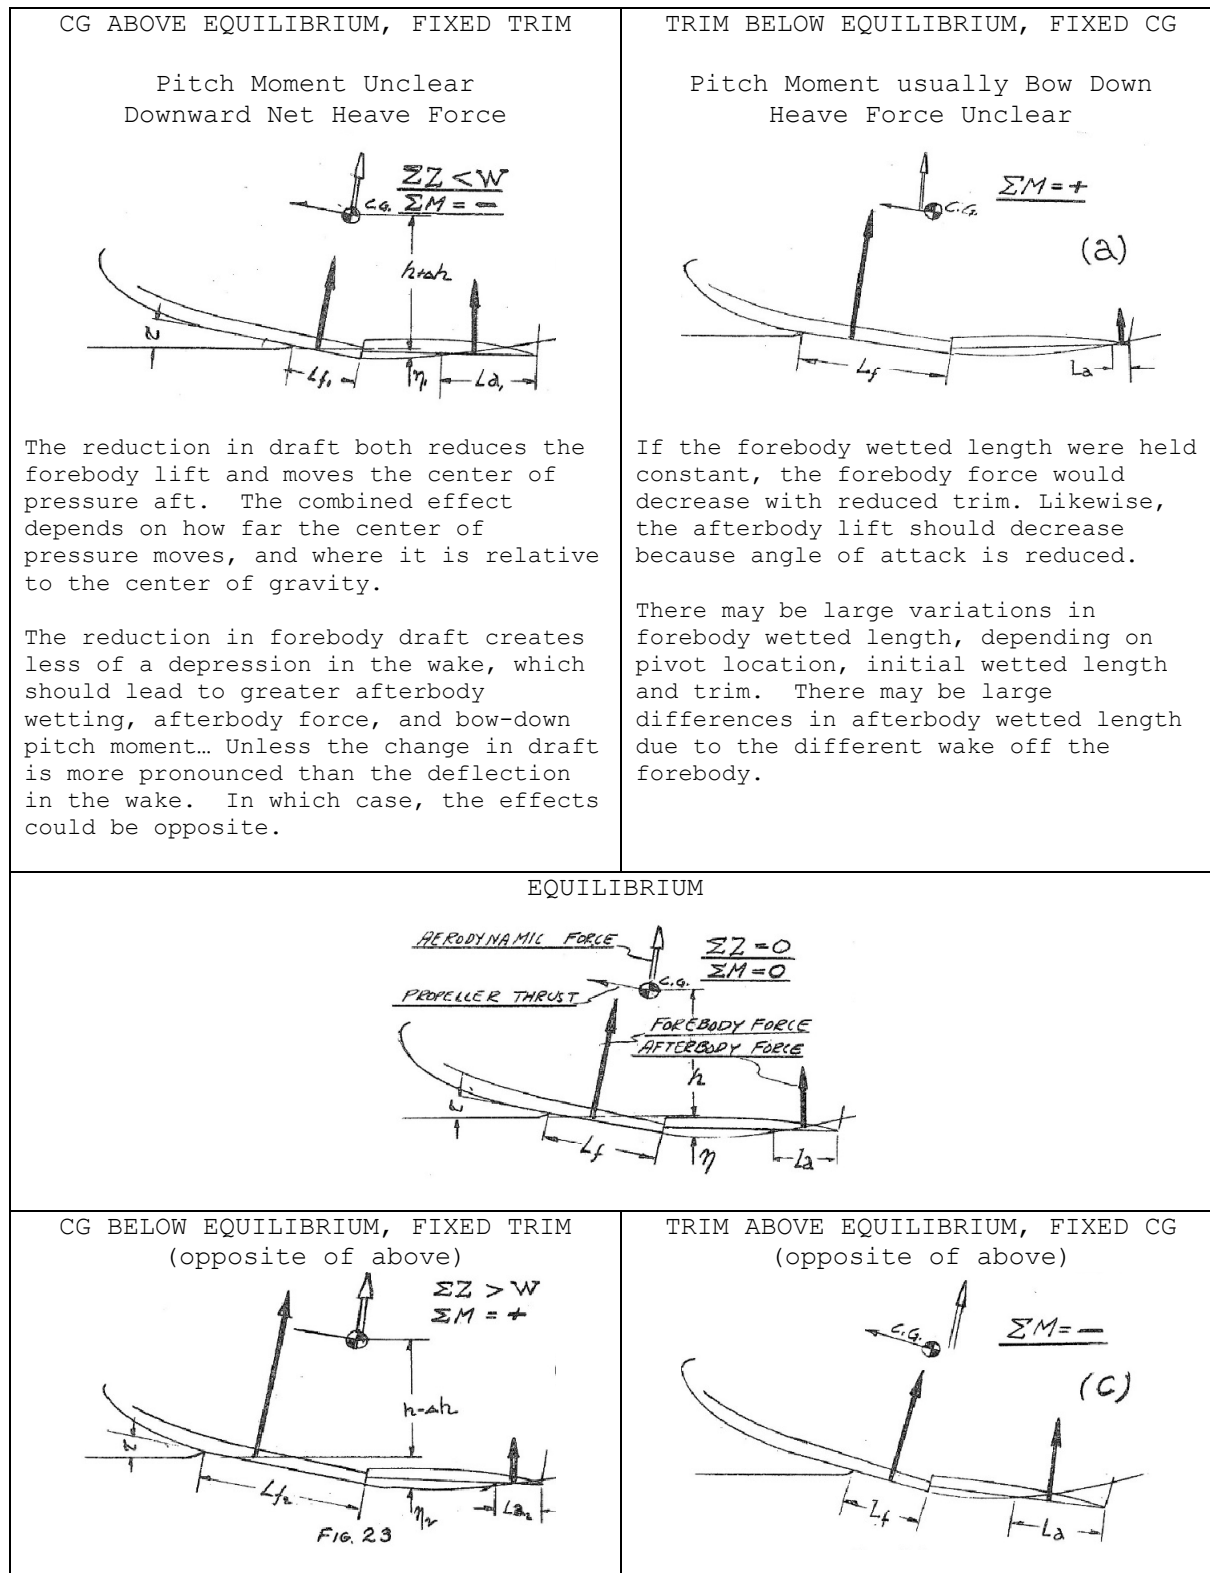 CG ABOVE EQUILIBRIUM, FIXED TRIM
Pitch Moment Unclear
Downward Net Heave Force
ΣZ < W
C.G. ΣM = −
h+Δh
τ
Lf₁
η₁
La₁
The reduction in draft both reduces the
forebody lift and moves the center of
pressure aft. The combined effect
depends on how far the center of
pressure moves, and where it is relative
to the center of gravity.
The reduction in forebody draft creates
less of a depression in the wake, which
should lead to greater afterbody
wetting, afterbody force, and bow-down
pitch moment… Unless the change in draft
is more pronounced than the deflection
in the wake. In which case, the effects
could be opposite.
TRIM BELOW EQUILIBRIUM, FIXED CG
Pitch Moment usually Bow Down
Heave Force Unclear
ΣM = +
C.G.
(a)
Lf
La
If the forebody wetted length were held
constant, the forebody force would
decrease with reduced trim. Likewise,
the afterbody lift should decrease
because angle of attack is reduced.
There may be large variations in
forebody wetted length, depending on
pivot location, initial wetted length
and trim. There may be large
differences in afterbody wetted length
due to the different wake off the
forebody.
EQUILIBRIUM
AERODYNAMIC FORCE
ΣZ = 0
ΣM = 0
C.G.
PROPELLER THRUST
FOREBODY FORCE
AFTERBODY FORCE
h
τ
Lf
η
La
CG BELOW EQUILIBRIUM, FIXED TRIM
(opposite of above)
ΣZ > W
ΣM = +
h-Δh
τ
Lf₂
η₂
La₂
FIG. 23
TRIM ABOVE EQUILIBRIUM, FIXED CG
(opposite of above)
C.G.
ΣM = −
(C)
Lf
La